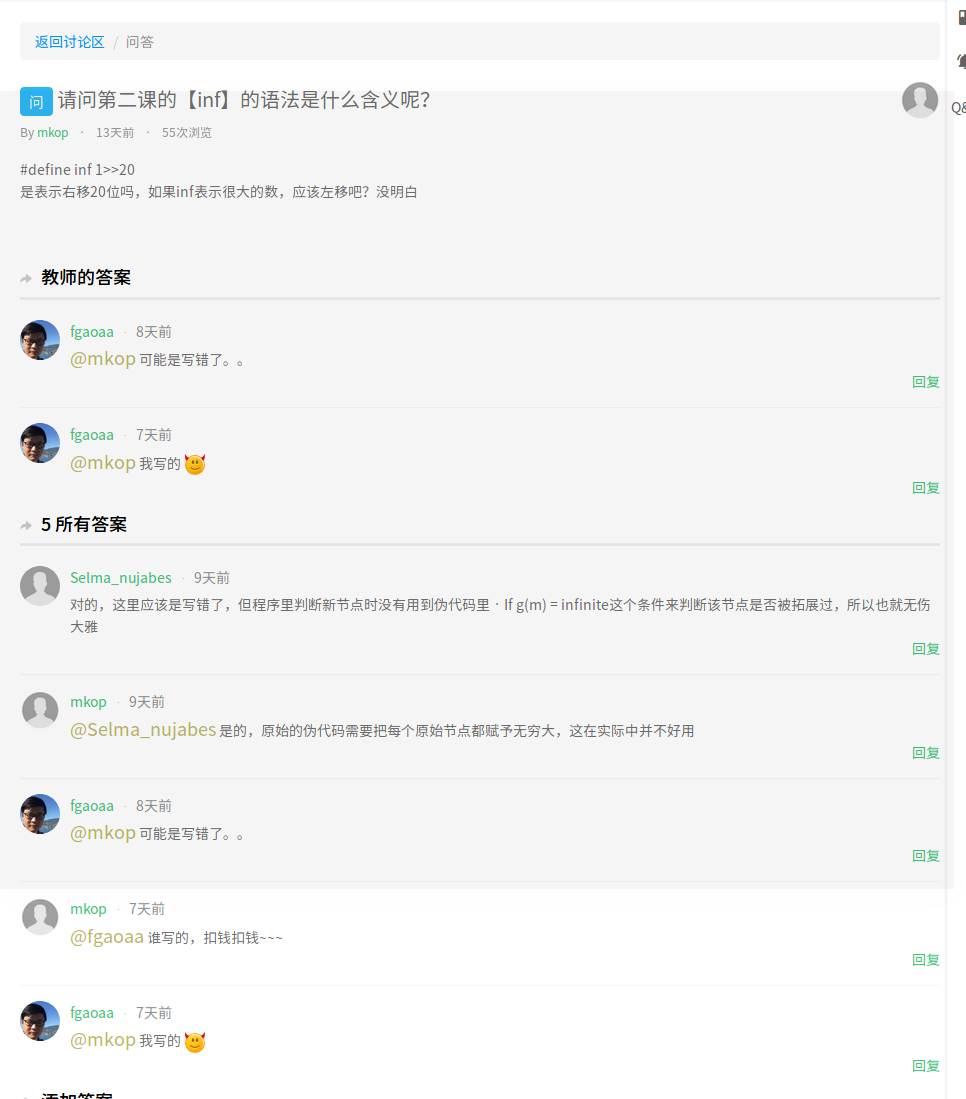 返回讨论区 / 问答
问 请问第二课的【inf】的语法是什么含义呢？
By mkop · 13天前 · 55次浏览
#define inf 1>>20
是表示右移20位吗，如果inf表示很大的数，应该左移吧？没明白
教师的答案
fgaoaa · 8天前
@mkop 可能是写错了。。
回复
fgaoaa · 7天前
@mkop 我写的
回复
5 所有答案
Selma_nujabes · 9天前
对的，这里应该是写错了，但程序里判断新节点时没有用到伪代码里 · If g(m) = infinite这个条件来判断该节点是否被拓展过，所以也就无伤
大雅
回复
mkop · 9天前
@Selma_nujabes 是的，原始的伪代码需要把每个原始节点都赋予无穷大，这在实际中并不好用
回复
fgaoaa · 8天前
@mkop 可能是写错了。。
回复
mkop · 7天前
@fgaoaa 谁写的，扣钱扣钱~~~
回复
fgaoaa · 7天前
@mkop 我写的
回复
添加答案